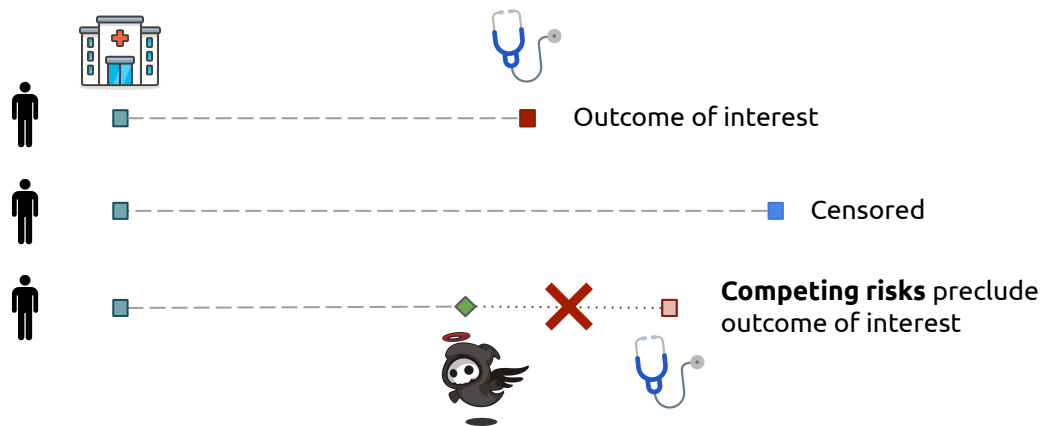 Outcome of interest
Censored
Competing risks preclude
outcome of interest